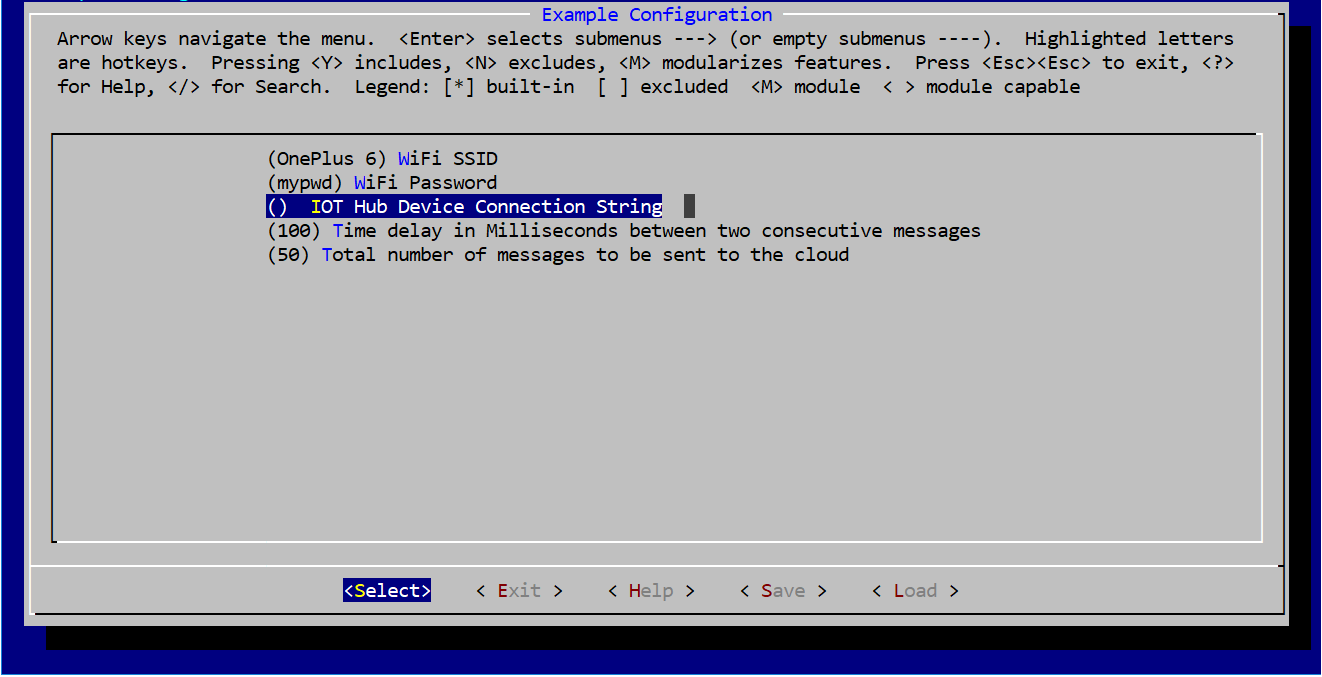 Example Configuration
Arrow keys navigate the menu.  <Enter> selects submenus ---> (or empty submenus ----).  Highlighted letters
are hotkeys.  Pressing <Y> includes, <N> excludes, <M> modularizes features.  Press <Esc><Esc> to exit, <?>
for Help, </> for Search.  Legend: [*] built-in  [ ] excluded  <M> module  < > module capable
(OnePlus 6) WiFi SSID
(mypwd) WiFi Password
()  IOT Hub Device Connection String
(100) Time delay in Milliseconds between two consecutive messages
(50) Total number of messages to be sent to the cloud
<Select>    < Exit >    < Help >    < Save >    < Load >